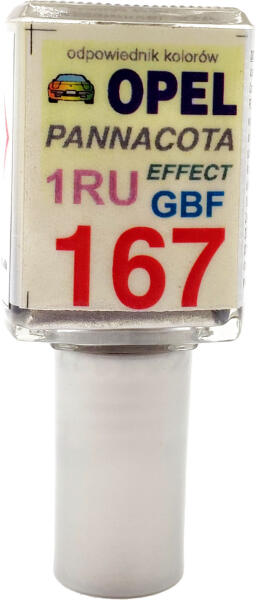 odpowiednik kolorów
OPEL
PANNACOTA
1RU EFFECT
GBF
167